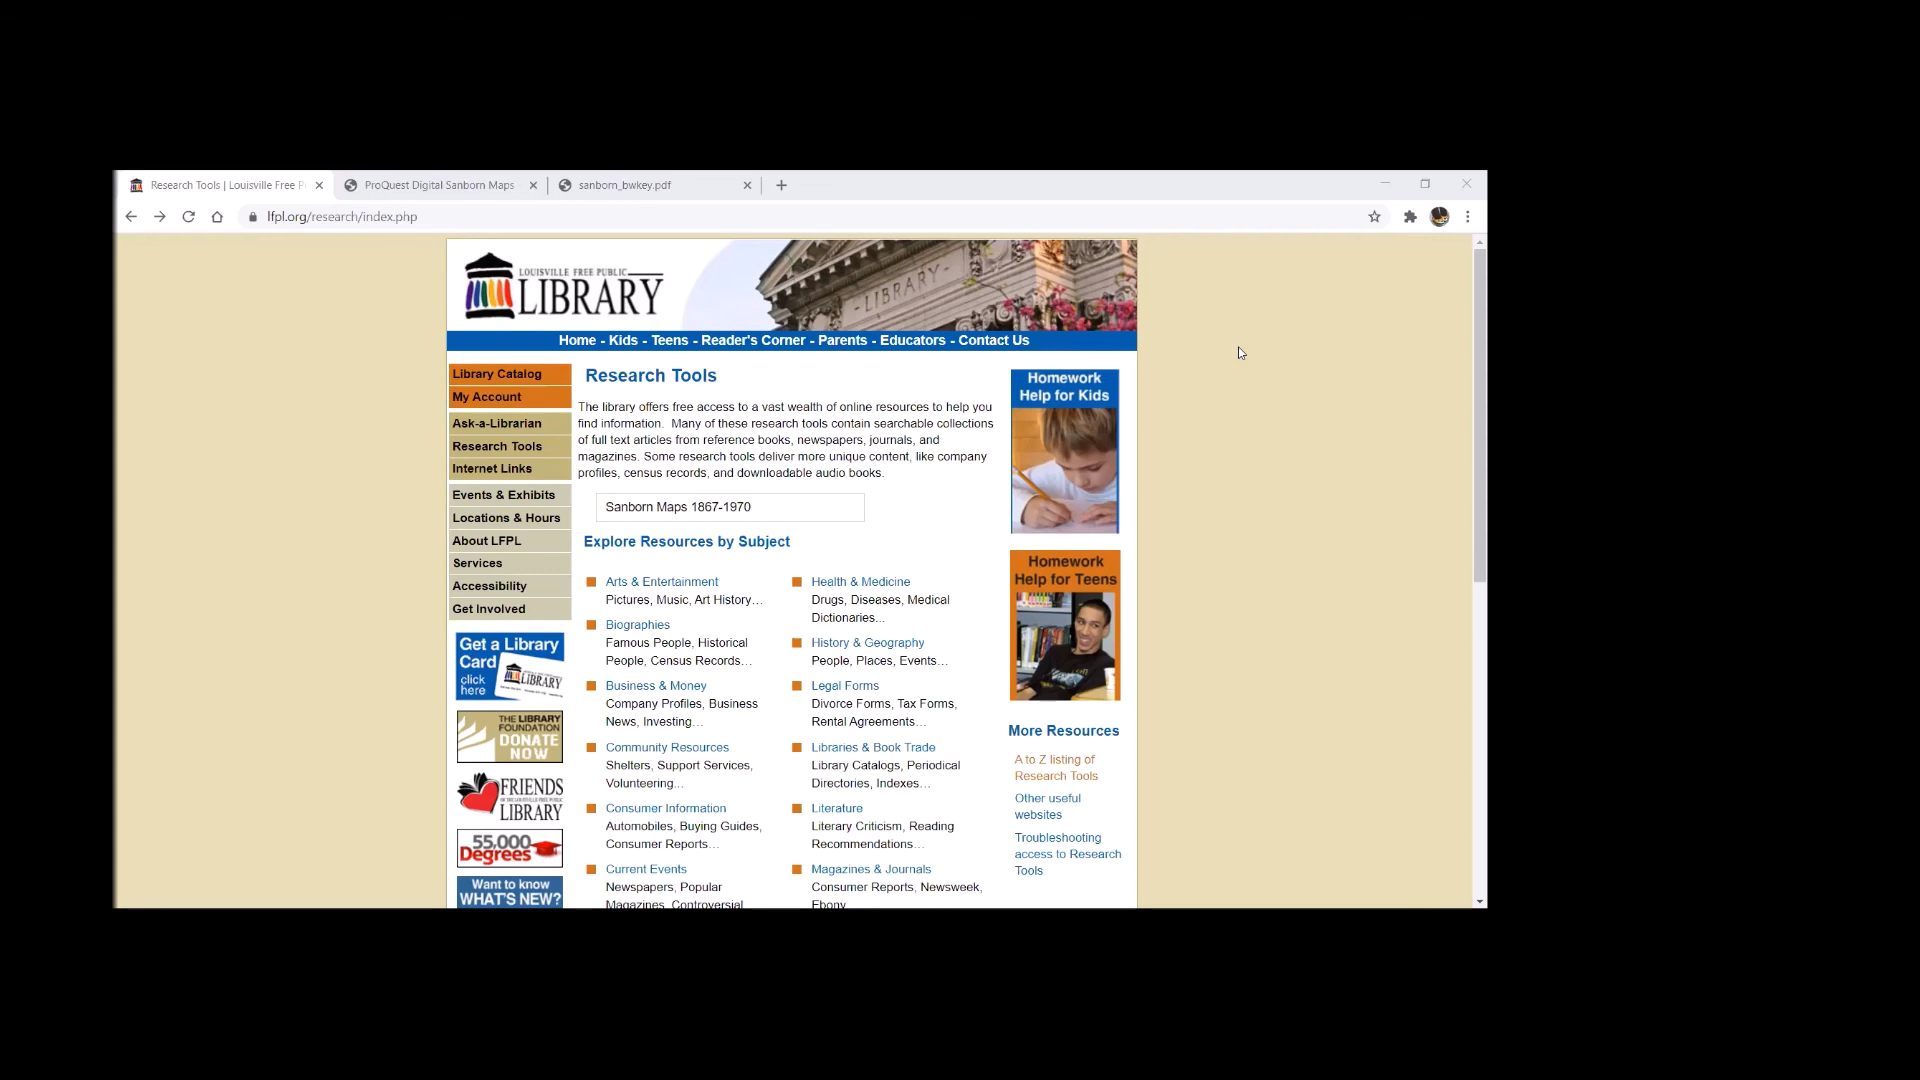 Research Tools | Louisville Free P
ProQuest Digital Sanborn Maps
sanborn_bwkey.pdf
lfpl.org/research/index.php
LOUISVILLE FREE PUBLIC
LIBRARY
LIBRARY
Home - Kids - Teens - Reader's Corner - Parents - Educators - Contact Us
Library Catalog
My Account
Ask-a-Librarian
Research Tools
Internet Links
Events & Exhibits
Locations & Hours
About LFPL
Services
Accessibility
Get Involved
Get a Library
Card
click
here
LIBRARY
THE LIBRARY
FOUNDATION
DONATE
NOW
FRIENDS
LIBRARY
55,000
Degrees
Want to know
WHAT'S NEW?
Research Tools
The library offers free access to a vast wealth of online resources to help you
find information.  Many of these research tools contain searchable collections
of full text articles from reference books, newspapers, journals, and
magazines. Some research tools deliver more unique content, like company
profiles, census records, and downloadable audio books.
Sanborn Maps 1867-1970
Explore Resources by Subject
Arts & Entertainment
Pictures, Music, Art History…
Biographies
Famous People, Historical
People, Census Records…
Business & Money
Company Profiles, Business
News, Investing…
Community Resources
Shelters, Support Services,
Volunteering…
Consumer Information
Automobiles, Buying Guides,
Consumer Reports…
Current Events
Newspapers, Popular
Magazines, Controversial
Health & Medicine
Drugs, Diseases, Medical
Dictionaries…
History & Geography
People, Places, Events…
Legal Forms
Divorce Forms, Tax Forms,
Rental Agreements…
Libraries & Book Trade
Library Catalogs, Periodical
Directories, Indexes…
Literature
Literary Criticism, Reading
Recommendations…
Magazines & Journals
Consumer Reports, Newsweek,
Ebony
Homework
Help for Kids
Homework
Help for Teens
More Resources
A to Z listing of
Research Tools
Other useful
websites
Troubleshooting
access to Research
Tools